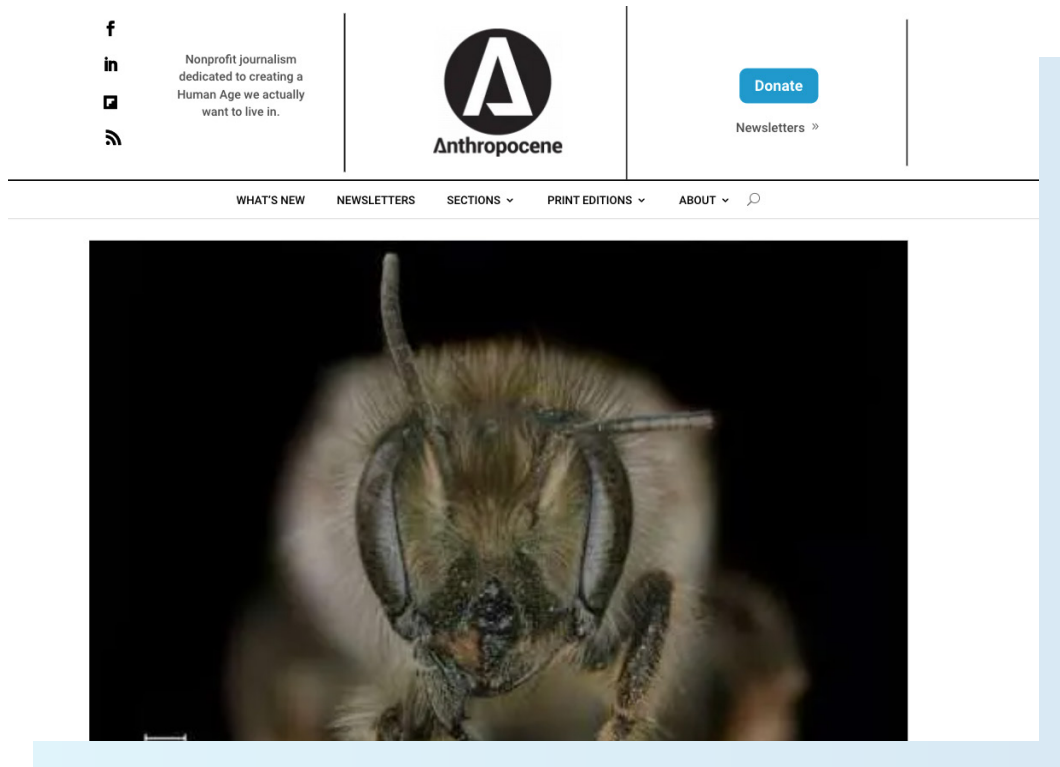 Nonprofit journalism
dedicated to creating a
Human Age we actually
want to live in.
Anthropocene
Donate
Newsletters »
WHAT'S NEW
NEWSLETTERS
SECTIONS
PRINT EDITIONS
ABOUT